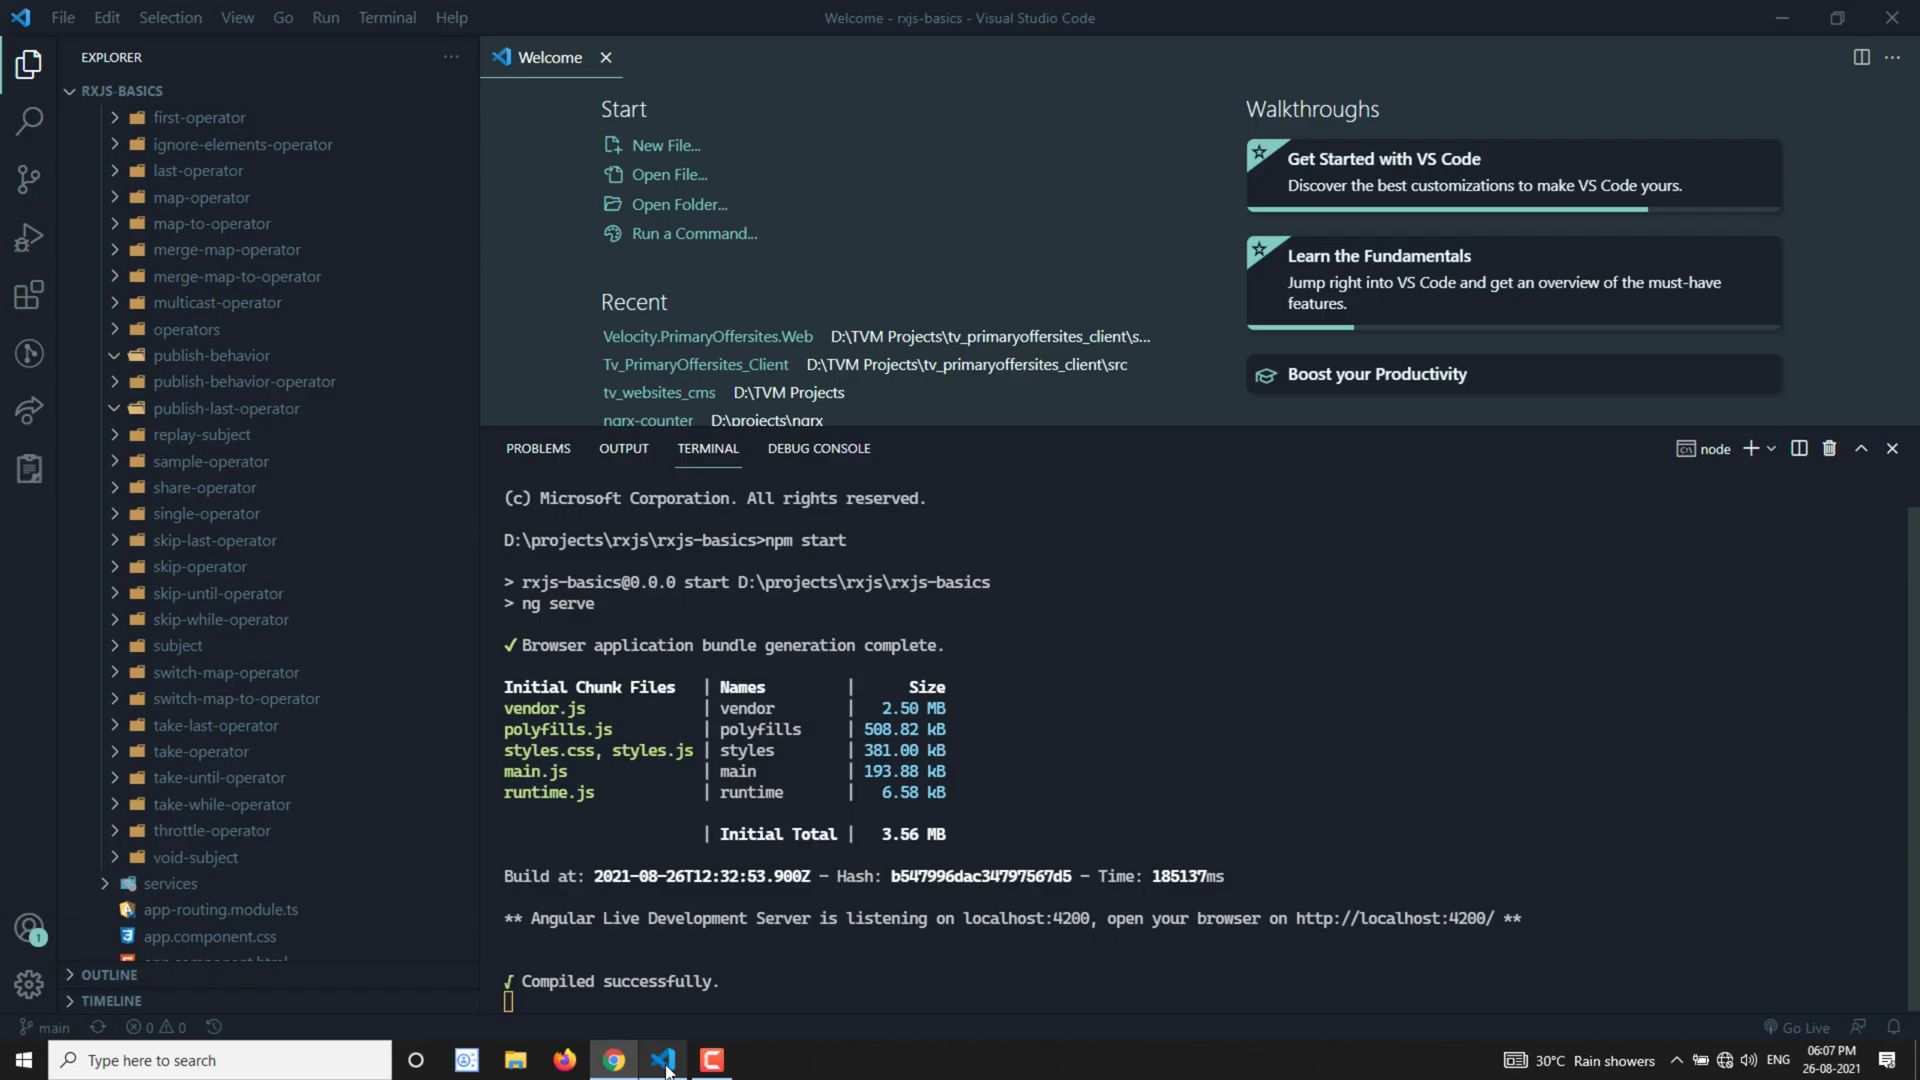 File Edit Selection View Go Run Terminal Help
Welcome - rxjs-basics - Visual Studio Code
EXPLORER
RXJS-BASICS
first-operator
ignore-elements-operator
last-operator
map-operator
map-to-operator
merge-map-operator
merge-map-to-operator
multicast-operator
operators
publish-behavior
publish-behavior-operator
publish-last-operator
replay-subject
sample-operator
share-operator
single-operator
skip-last-operator
skip-operator
skip-until-operator
skip-while-operator
subject
switch-map-operator
switch-map-to-operator
take-last-operator
take-operator
take-until-operator
take-while-operator
throttle-operator
void-subject
services
app-routing.module.ts
app.component.css
app.component.html
OUTLINE
TIMELINE
Welcome
Start
New File...
Open File...
Open Folder...
Run a Command...
Recent
Velocity.PrimaryOffersites.Web D:\TVM Projects\tv_primaryoffersites_client\s...
Tv_PrimaryOffersites_Client D:\TVM Projects\tv_primaryoffersites_client\src
tv_websites_cms D:\TVM Projects
ngrx-counter D:\projects\ngrx
Walkthroughs
Get Started with VS Code
Discover the best customizations to make VS Code yours.
Learn the Fundamentals
Jump right into VS Code and get an overview of the must-have
features.
Boost your Productivity
PROBLEMS OUTPUT TERMINAL DEBUG CONSOLE
node
(c) Microsoft Corporation. All rights reserved.
D:\projects\rxjs\rxjs-basics>npm start
> rxjs-basics@0.0.0 start D:\projects\rxjs\rxjs-basics
> ng serve
✓ Browser application bundle generation complete.
Initial Chunk Files | Names | Size
vendor.js | vendor | 2.50 MB
polyfills.js | polyfills | 508.82 kB
styles.css, styles.js | styles | 381.00 kB
main.js | main | 193.88 kB
runtime.js | runtime | 6.58 kB
| Initial Total | 3.56 MB
Build at: 2021-08-26T12:32:53.900Z - Hash: b547996dac34797567d5 - Time: 185137ms
** Angular Live Development Server is listening on localhost:4200, open your browser on http://localhost:4200/ **
√ Compiled successfully.
1
main 0 0
Go Live
Type here to search
30°C Rain showers
ENG
06:07 PM
26-08-2021